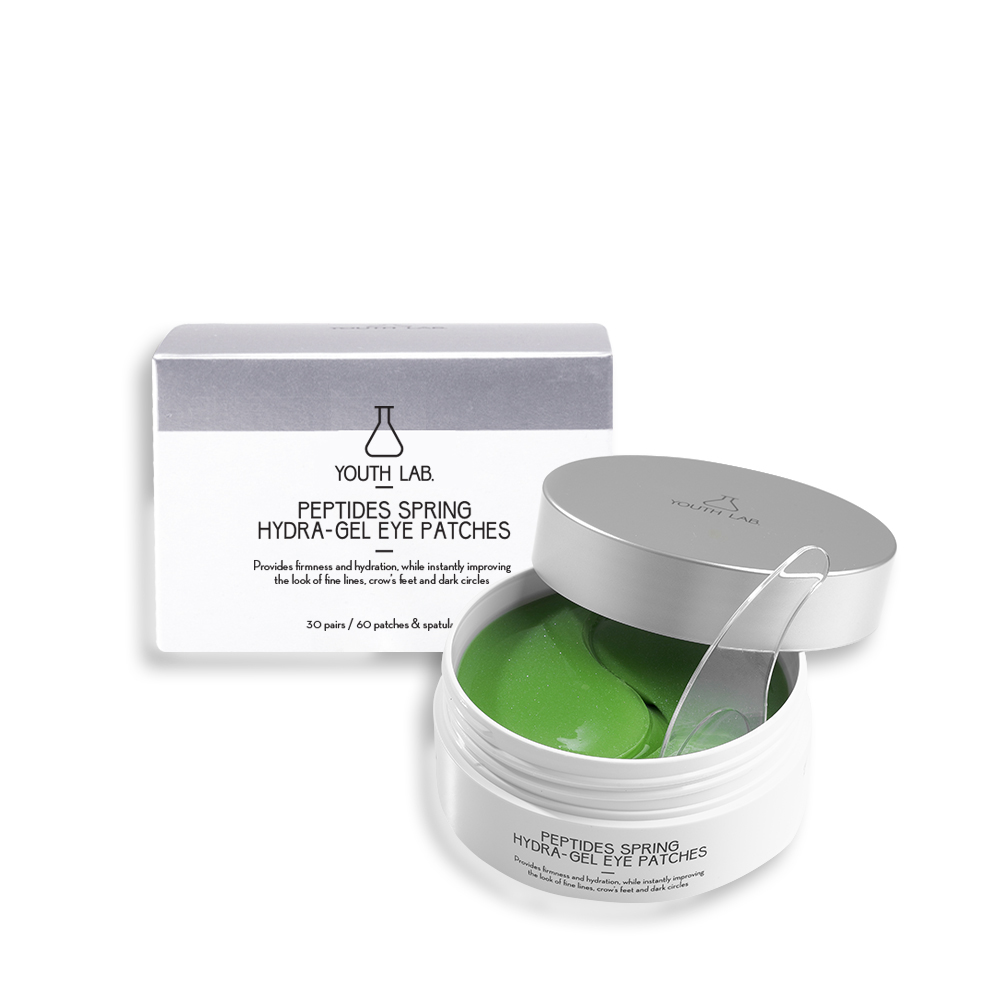 YOUTH LAB.
YOUTH LAB.
PEPTIDES SPRING
HYDRA-GEL EYE PATCHES
Provides firmness and hydration, while instantly improving
the look of fine lines, crow's feet and dark circles
30 pairs / 60 patches & spatula
YOUTH LAB.
PEPTIDES SPRING
HYDRA-GEL EYE PATCHES
Provides firmness and hydration, while instantly improving
the look of fine lines, crow's feet and dark circles